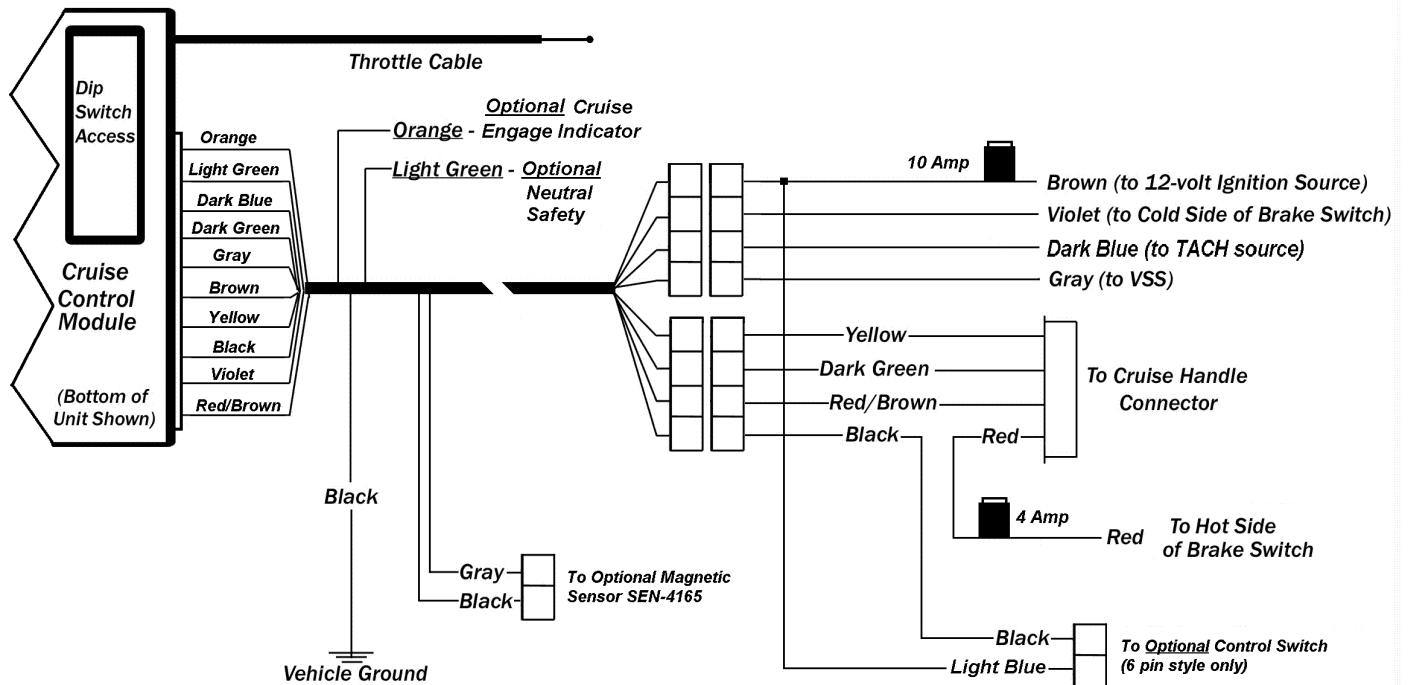 Throttle Cable
Dip
Switch
Access
Cruise
Control
Module
(Bottom of
Unit Shown)
Orange
Light Green
Dark Blue
Dark Green
Gray
Brown
Yellow
Black
Violet
Red/Brown
Orange - Optional Cruise
Engage Indicator
Light Green - Optional
Neutral
Safety
Black
Vehicle Ground
Gray
Black
To Optional Magnetic
Sensor SEN-4165
10 Amp
Brown (to 12-volt Ignition Source)
Violet (to Cold Side of Brake Switch)
Dark Blue (to TACH source)
Gray (to VSS)
Yellow
Dark Green
Red/Brown
Black
Red
To Cruise Handle
Connector
4 Amp
Red
To Hot Side
of Brake Switch
Black
Light Blue
To Optional Control Switch
(6 pin style only)